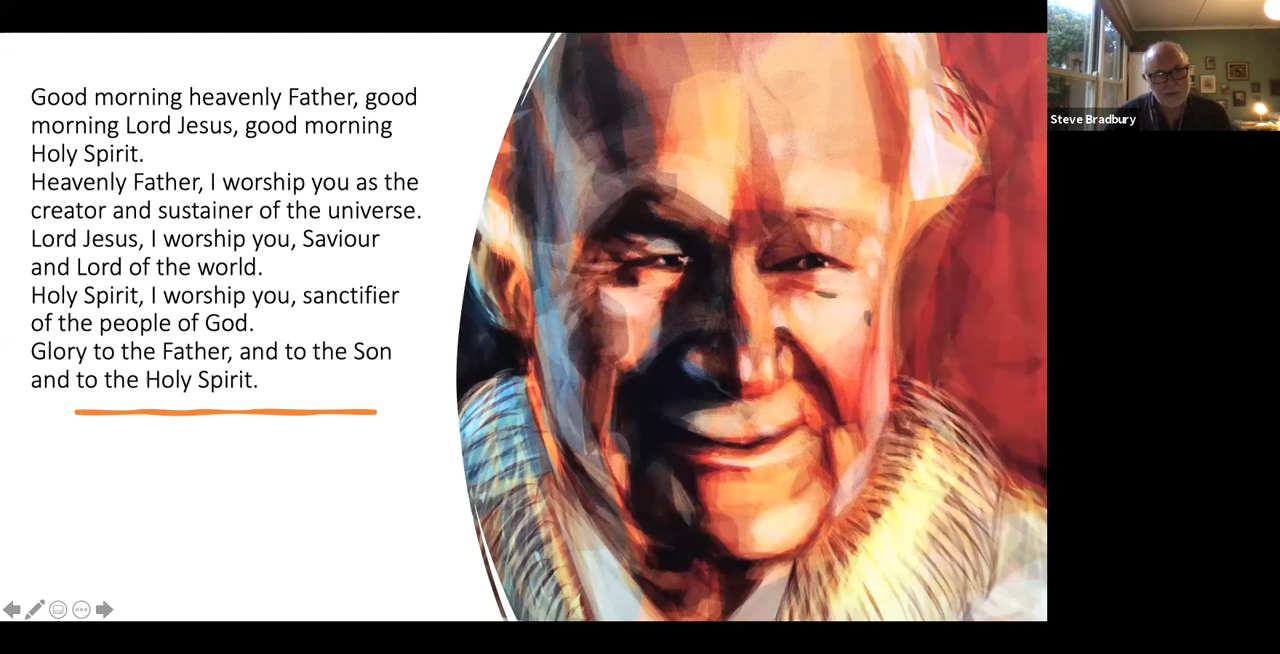 Good morning heavenly Father, good
morning Lord Jesus, good morning
Holy Spirit.
Heavenly Father, I worship you as the
creator and sustainer of the universe.
Lord Jesus, I worship you, Saviour
and Lord of the world.
Holy Spirit, I worship you, sanctifier
of the people of God.
Glory to the Father, and to the Son
and to the Holy Spirit.
Steve Bradbury